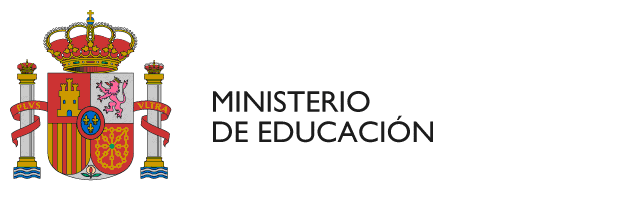 PLVS VLTRA
MINISTERIO
DE EDUCACIÓN